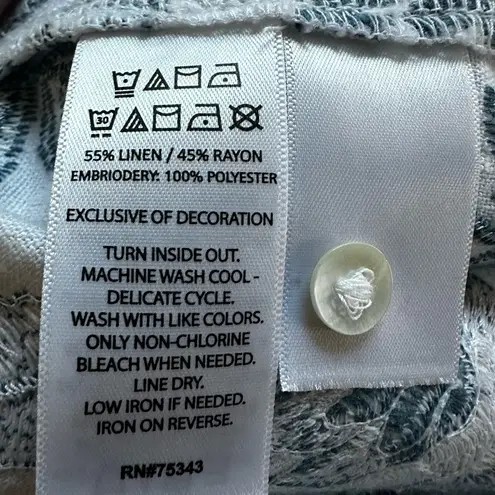 30
55% LINEN / 45% RAYON
EMBRIODERY: 100% POLYESTER
EXCLUSIVE OF DECORATION
TURN INSIDE OUT.
MACHINE WASH COOL -
DELICATE CYCLE.
WASH WITH LIKE COLORS.
ONLY NON-CHLORINE
BLEACH WHEN NEEDED.
LINE DRY.
LOW IRON IF NEEDED.
IRON ON REVERSE.
RN#75343